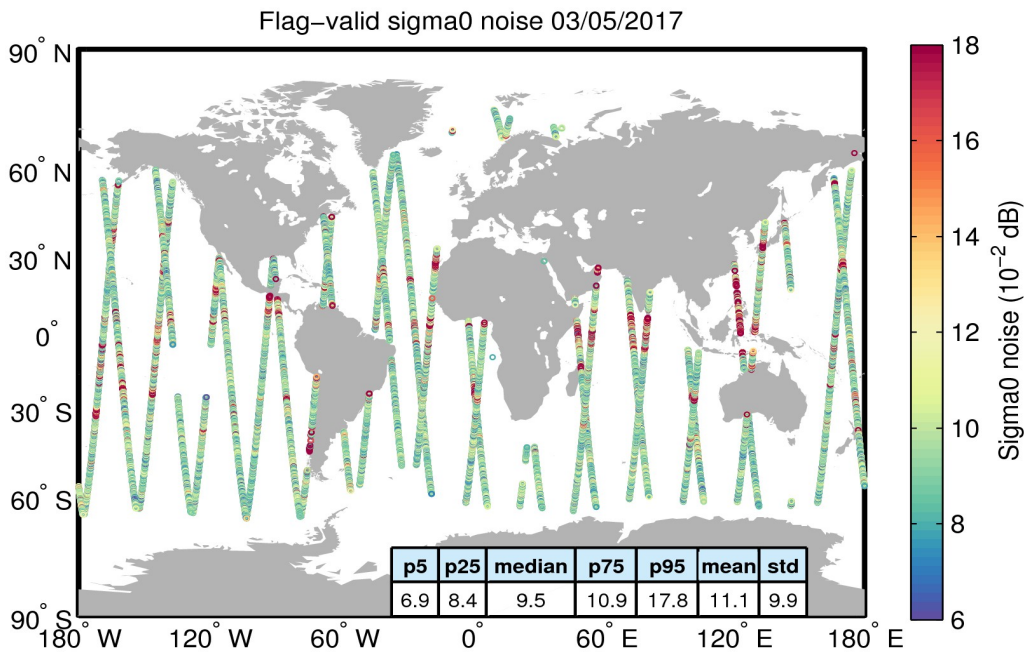 Flag−valid sigma0 noise 03/05/2017
90° N
60° N
30° N
0°
30° S
60° S
90° S
180° W
120° W
60° W
0°
60° E
120° E
180° E
p5 p25 median p75 p95 mean std
6.9 8.4 9.5 10.9 17.8 11.1 9.9
18
16
14
12
10
8
6
Sigma0 noise (10⁻² dB)